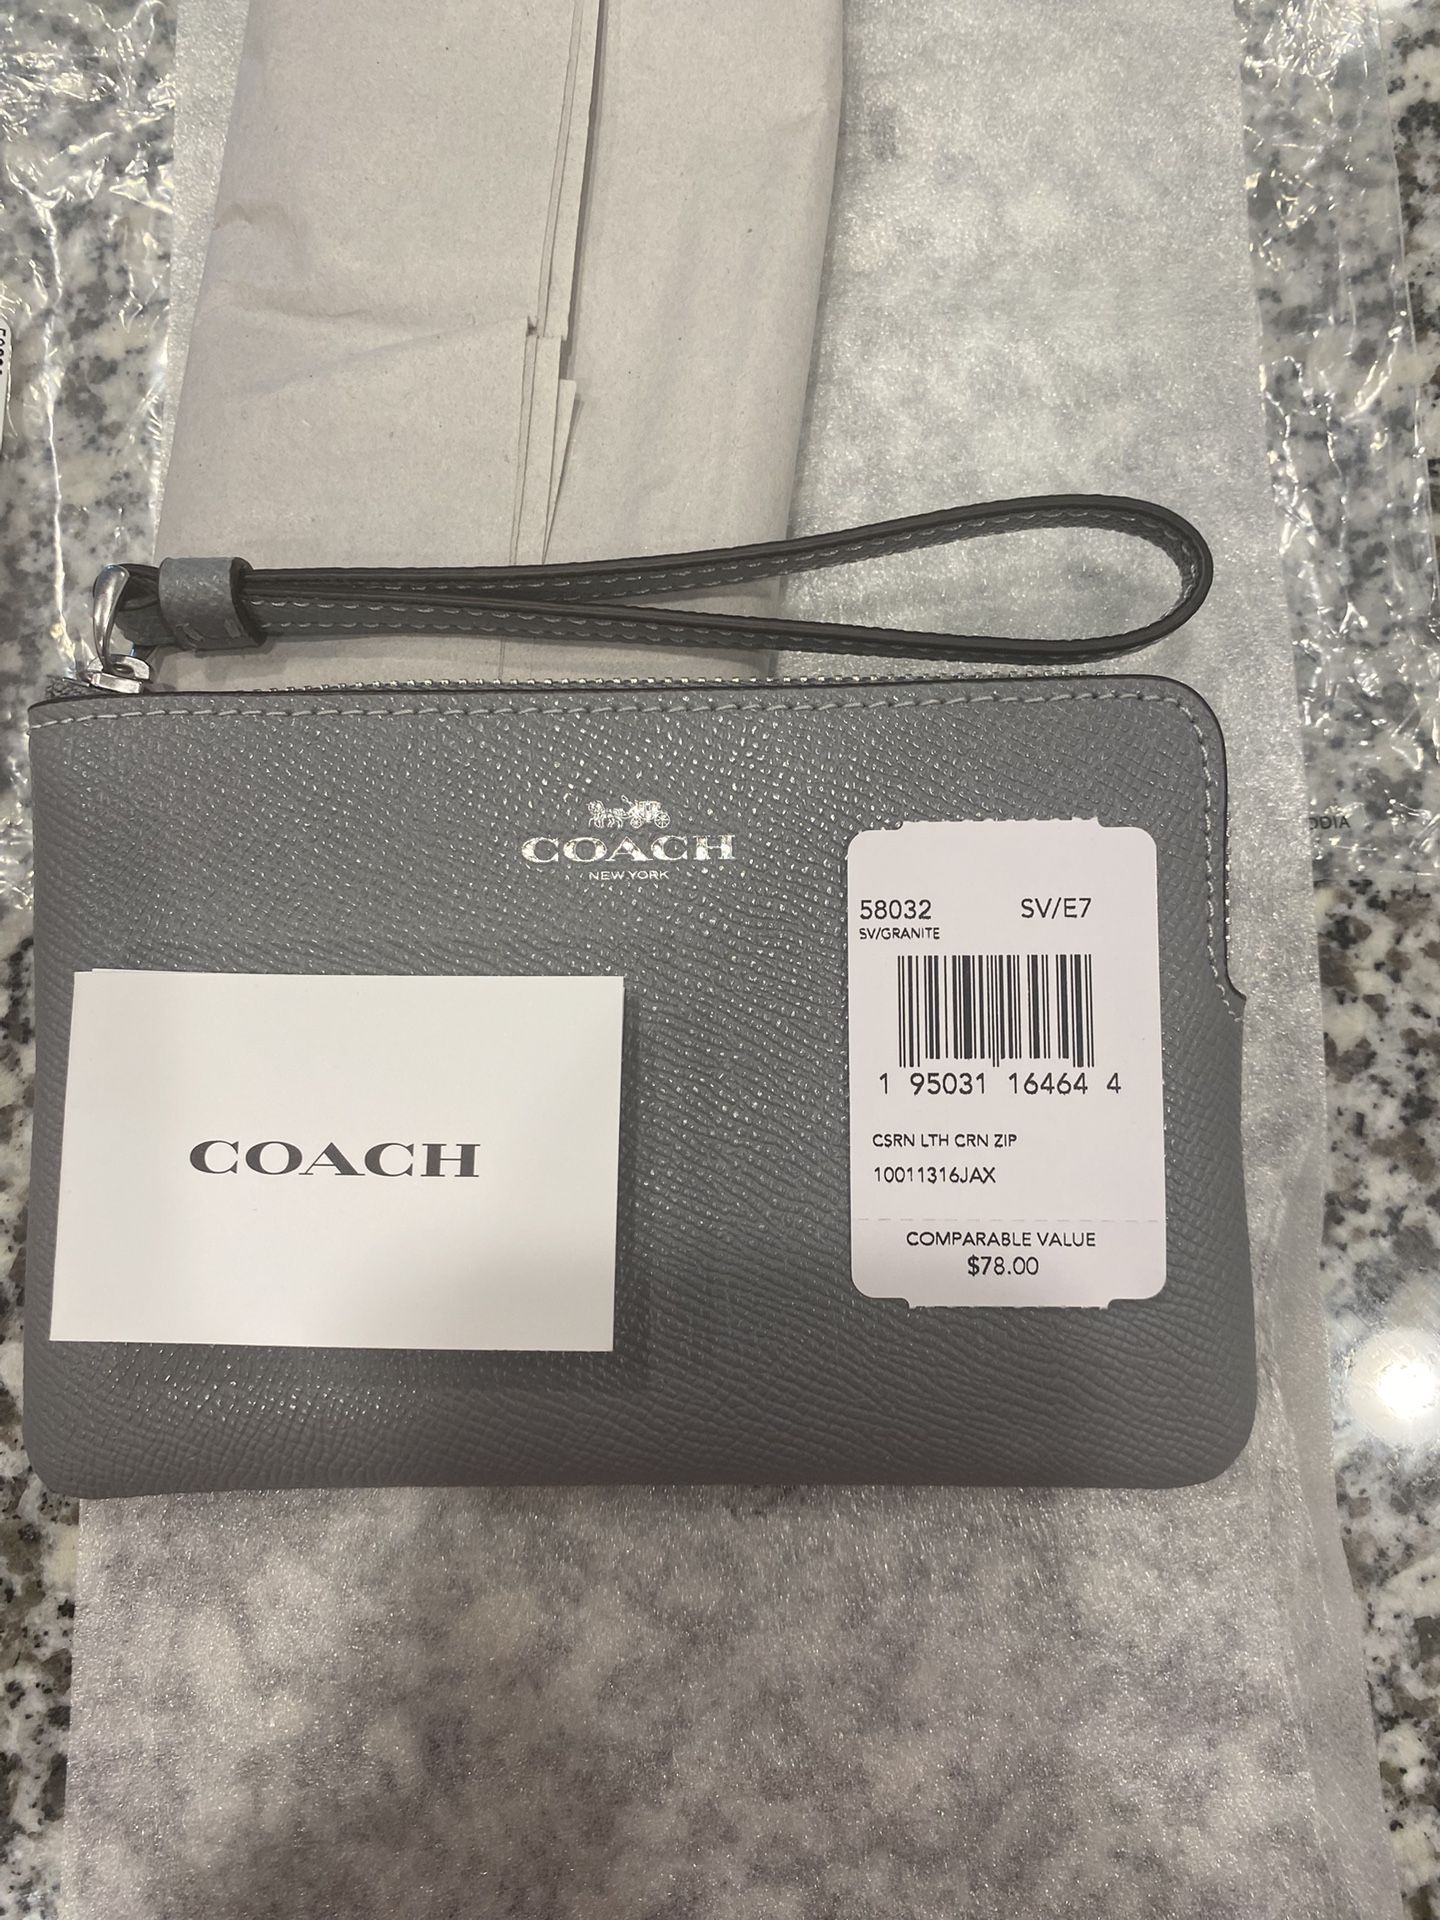 COACH
NEW YORK
58032 SV/E7
SV/GRANITE
1 95031 16464 4
CSRN LTH CRN ZIP
10011316JAX
COMPARABLE VALUE
$78.00
COACH